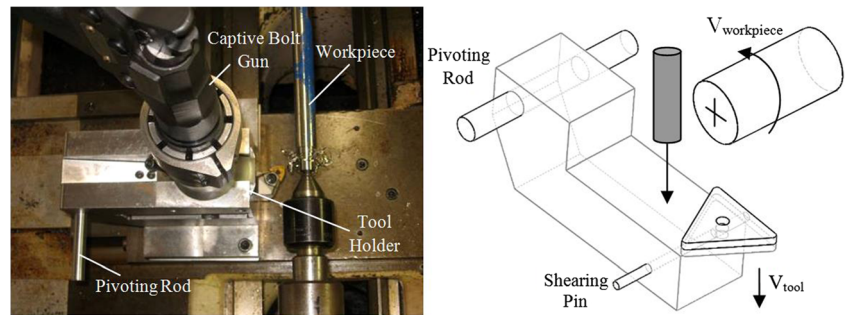 Captive Bolt
Gun
Workpiece
Tool
Holder
Pivoting Rod
Pivoting
Rod
Vworkpiece
Shearing
Pin
Vtool